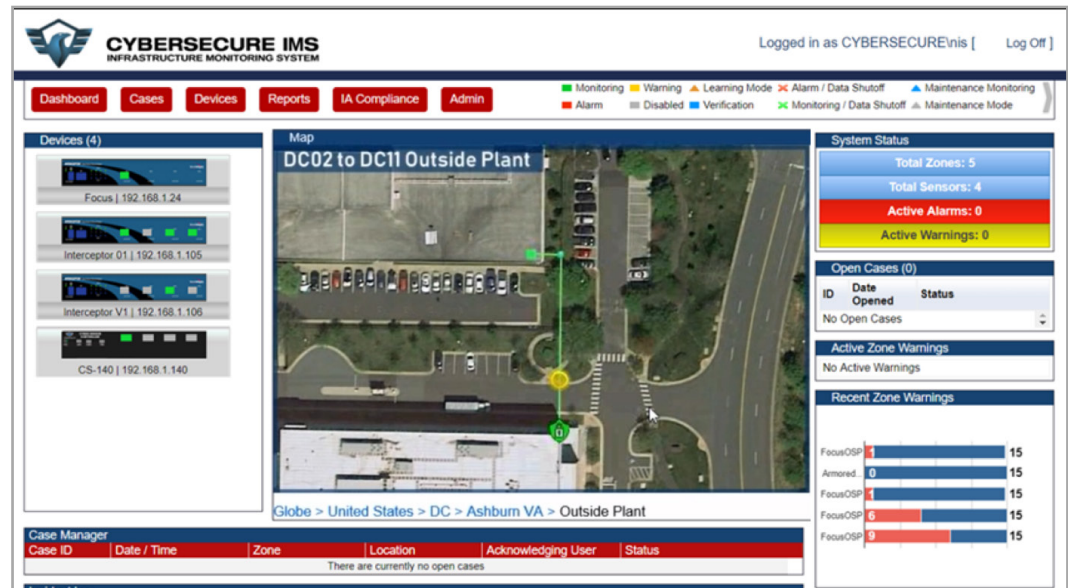 CYBERSECURE IMS
INFRASTRUCTURE MONITORING SYSTEM
Logged in as CYBERSECURE\nis [ Log Off ]
Dashboard Cases Devices Reports IA Compliance Admin
Monitoring Warning Learning Mode Alarm / Data Shutoff Maintenance Monitoring
Alarm Disabled Verification Monitoring / Data Shutoff Maintenance Mode
Devices (4)
Focus | 192.168.1.24
Interceptor 01 | 192.168.1.105
Interceptor V1 | 192.168.1.106
CS-140 | 192.168.1.140
Map
DC02 to DC11 Outside Plant
Globe > United States > DC > Ashburn VA > Outside Plant
System Status
Total Zones: 5
Total Sensors: 4
Active Alarms: 0
Active Warnings: 0
Open Cases (0)
ID Date Opened Status
No Open Cases
Active Zone Warnings
No Active Warnings
Recent Zone Warnings
FocusOSP 1 15
Armored... 0 15
FocusOSP 1 15
FocusOSP 6 15
FocusOSP 9 15
Case Manager
Case ID Date / Time Zone Location Acknowledging User Status
There are currently no open cases